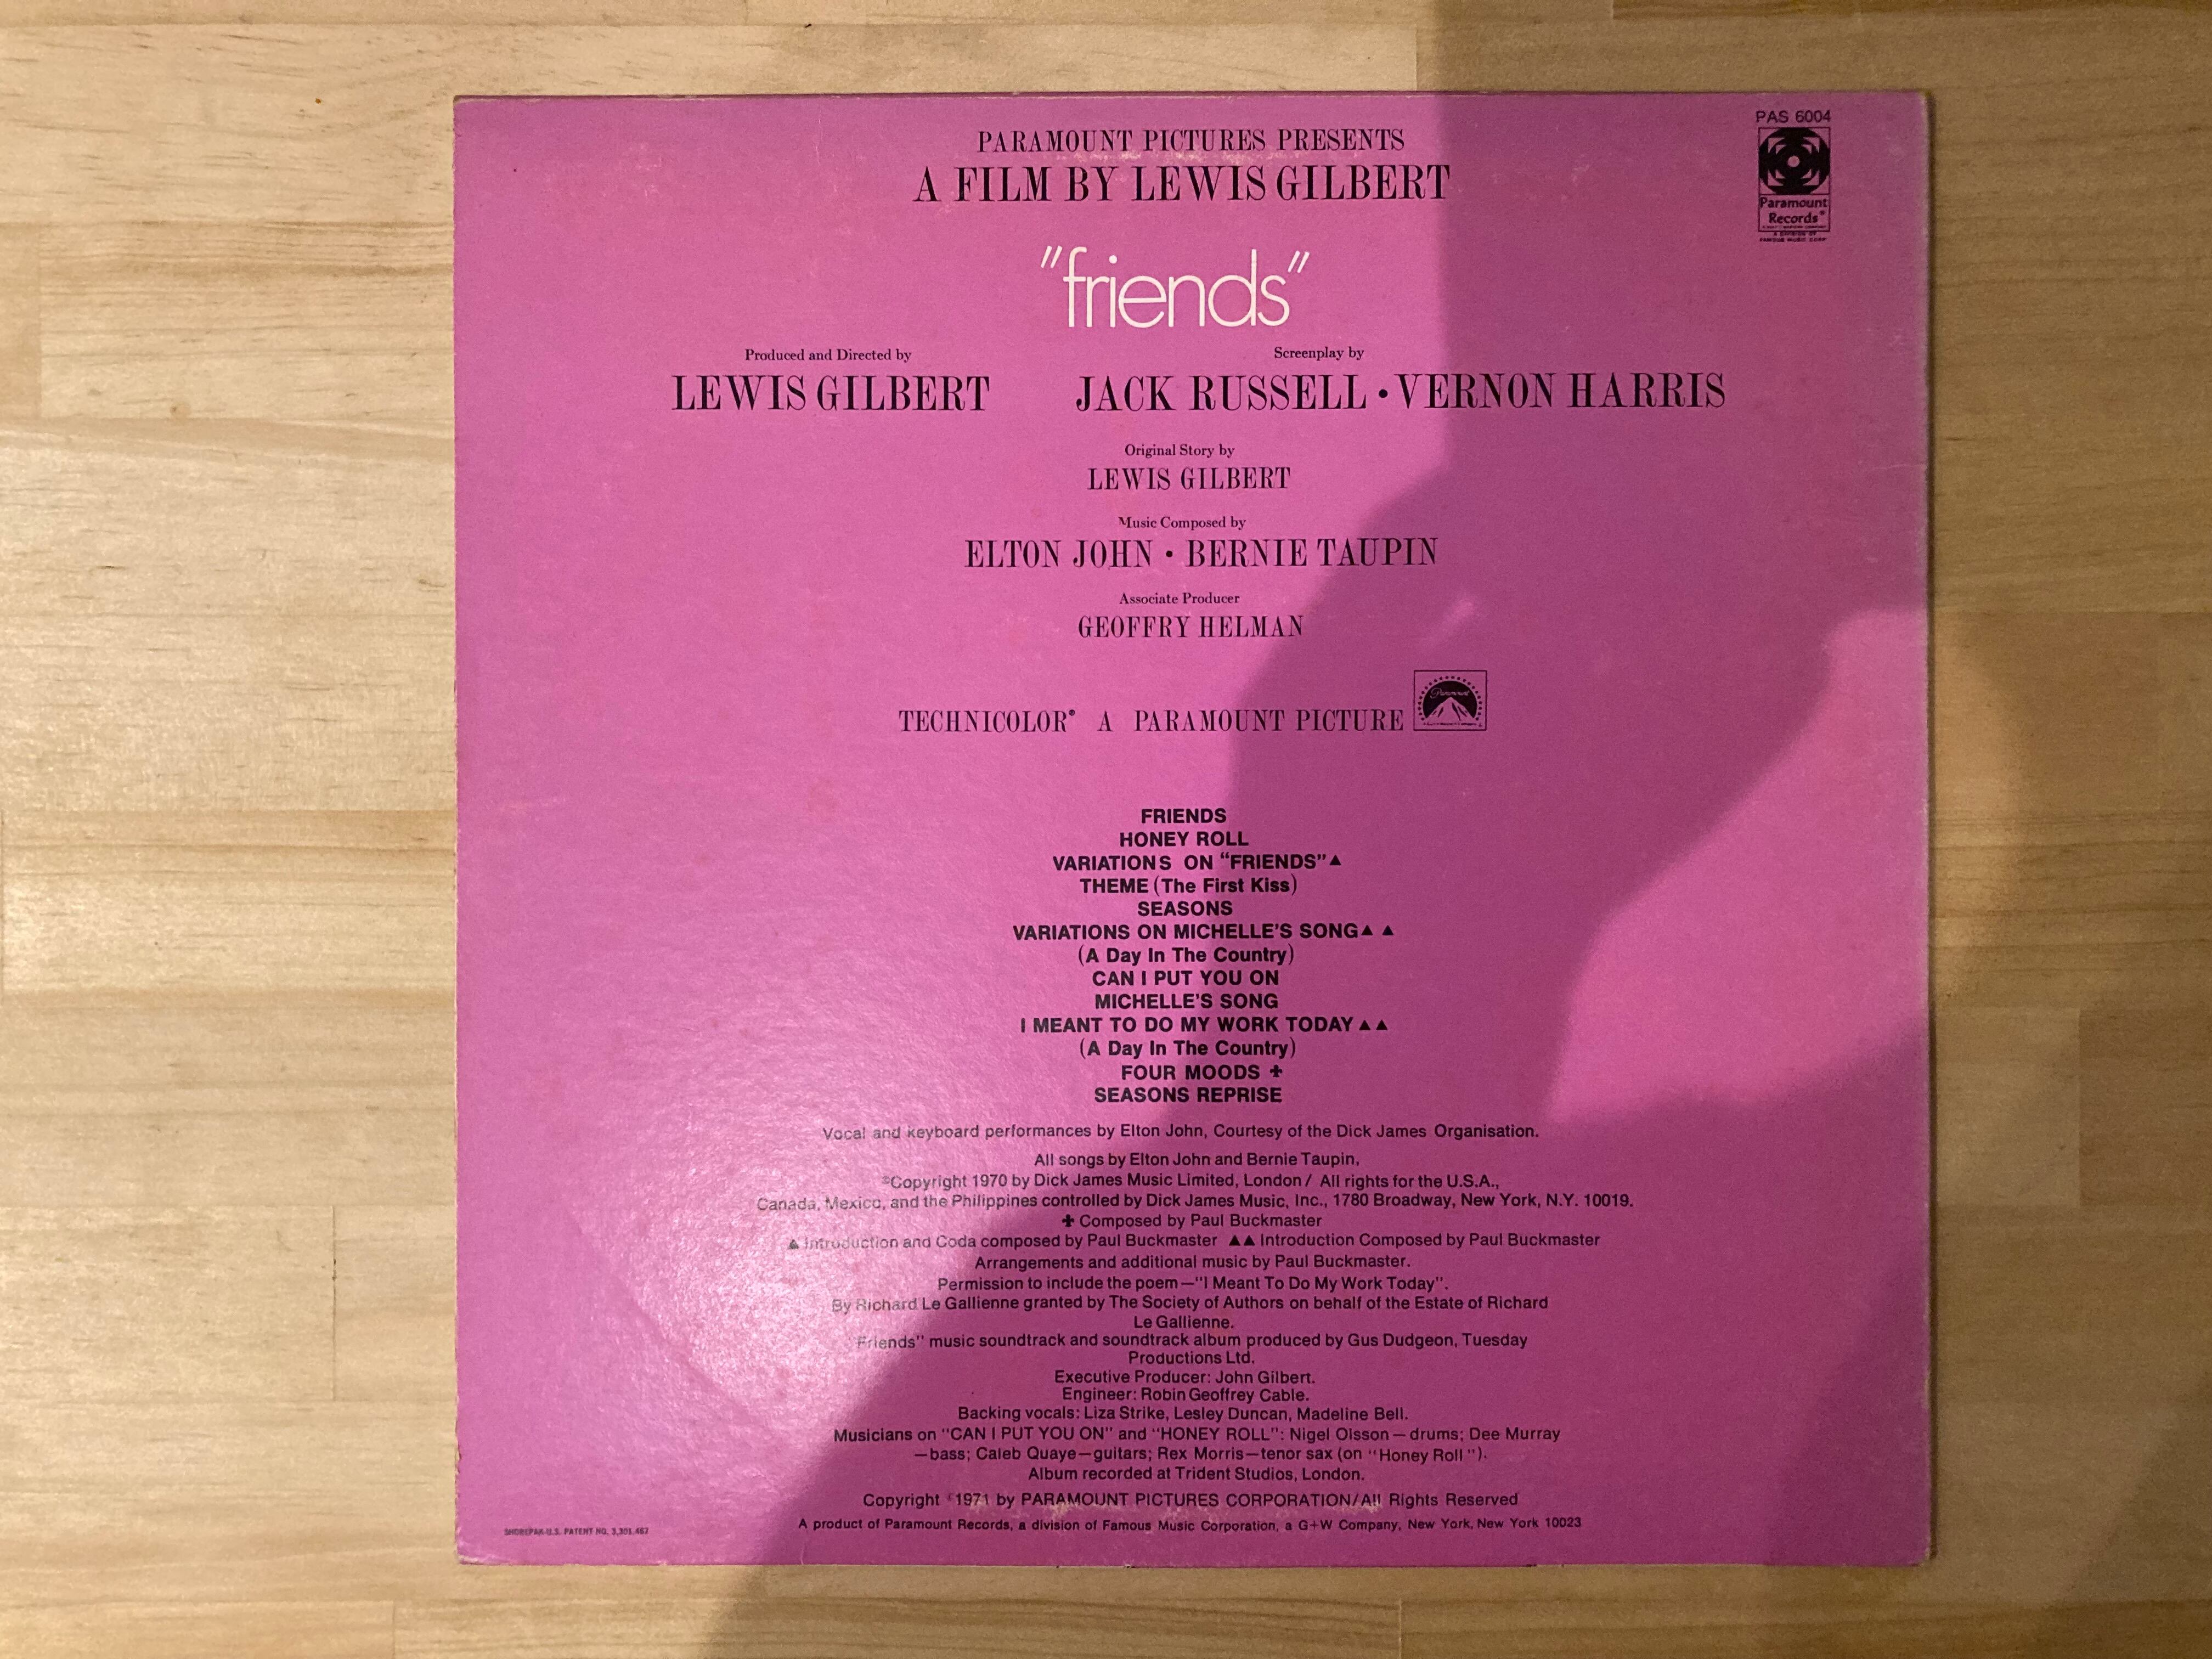 PAS 6004
Paramount
Records®
A DIVISION OF
FAMOUS MUSIC CORP
PARAMOUNT PICTURES PRESENTS
A FILM BY LEWIS GILBERT
"friends"
Produced and Directed by
LEWIS GILBERT
Screenplay by
JACK RUSSELL • VERNON HARRIS
Original Story by
LEWIS GILBERT
Music Composed by
ELTON JOHN • BERNIE TAUPIN
Associate Producer
GEOFFRY HELMAN
TECHNICOLOR® A PARAMOUNT PICTURE
Paramount
FRIENDS
HONEY ROLL
VARIATIONS ON “FRIENDS”▲
THEME (The First Kiss)
SEASONS
VARIATIONS ON MICHELLE'S SONG▲ ▲
(A Day In The Country)
CAN I PUT YOU ON
MICHELLE'S SONG
I MEANT TO DO MY WORK TODAY▲▲
(A Day In The Country)
FOUR MOODS ✚
SEASONS REPRISE
Vocal and keyboard performances by Elton John, Courtesy of the Dick James Organisation.
All songs by Elton John and Bernie Taupin,
©Copyright 1970 by Dick James Music Limited, London/ All rights for the U.S.A.,
Canada, Mexico, and the Philippines controlled by Dick James Music, Inc., 1780 Broadway, New York, N.Y. 10019.
✚ Composed by Paul Buckmaster
▲ Introduction and Coda composed by Paul Buckmaster ▲▲ Introduction Composed by Paul Buckmaster
Arrangements and additional music by Paul Buckmaster.
Permission to include the poem—"I Meant To Do My Work Today".
By Richard Le Gallienne granted by The Society of Authors on behalf of the Estate of Richard
Le Gallienne.
"Friends" music soundtrack and soundtrack album produced by Gus Dudgeon, Tuesday
Productions Ltd.
Executive Producer: John Gilbert.
Engineer: Robin Geoffrey Cable.
Backing vocals: Liza Strike, Lesley Duncan, Madeline Bell.
Musicians on "CAN I PUT YOU ON" and "HONEY ROLL": Nigel Olsson—drums; Dee Murray
—bass; Caleb Quaye—guitars; Rex Morris—tenor sax (on "Honey Roll").
Album recorded at Trident Studios, London.
Copyright ©1971 by PARAMOUNT PICTURES CORPORATION/All Rights Reserved
A product of Paramount Records, a division of Famous Music Corporation, a G+W Company, New York, New York 10023
SHOREPAK-U.S. PATENT NO. 3,301,467